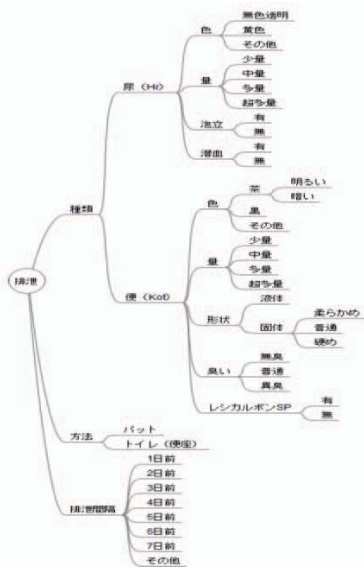 排泄
種類
尿（Hr）
色
無色透明
黄色
その他
量
少量
中量
多量
超多量
泡立
有
無
潜血
有
無
便（Kot）
色
茶
明るい
暗い
黒
その他
量
少量
中量
多量
超多量
形状
液体
固体
柔らかめ
普通
硬め
臭い
無臭
普通
異臭
レシカルボンSP
有
無
方法
パット
トイレ（便座）
排泄間隔
1日前
2日前
3日前
4日前
5日前
6日前
7日前
その他